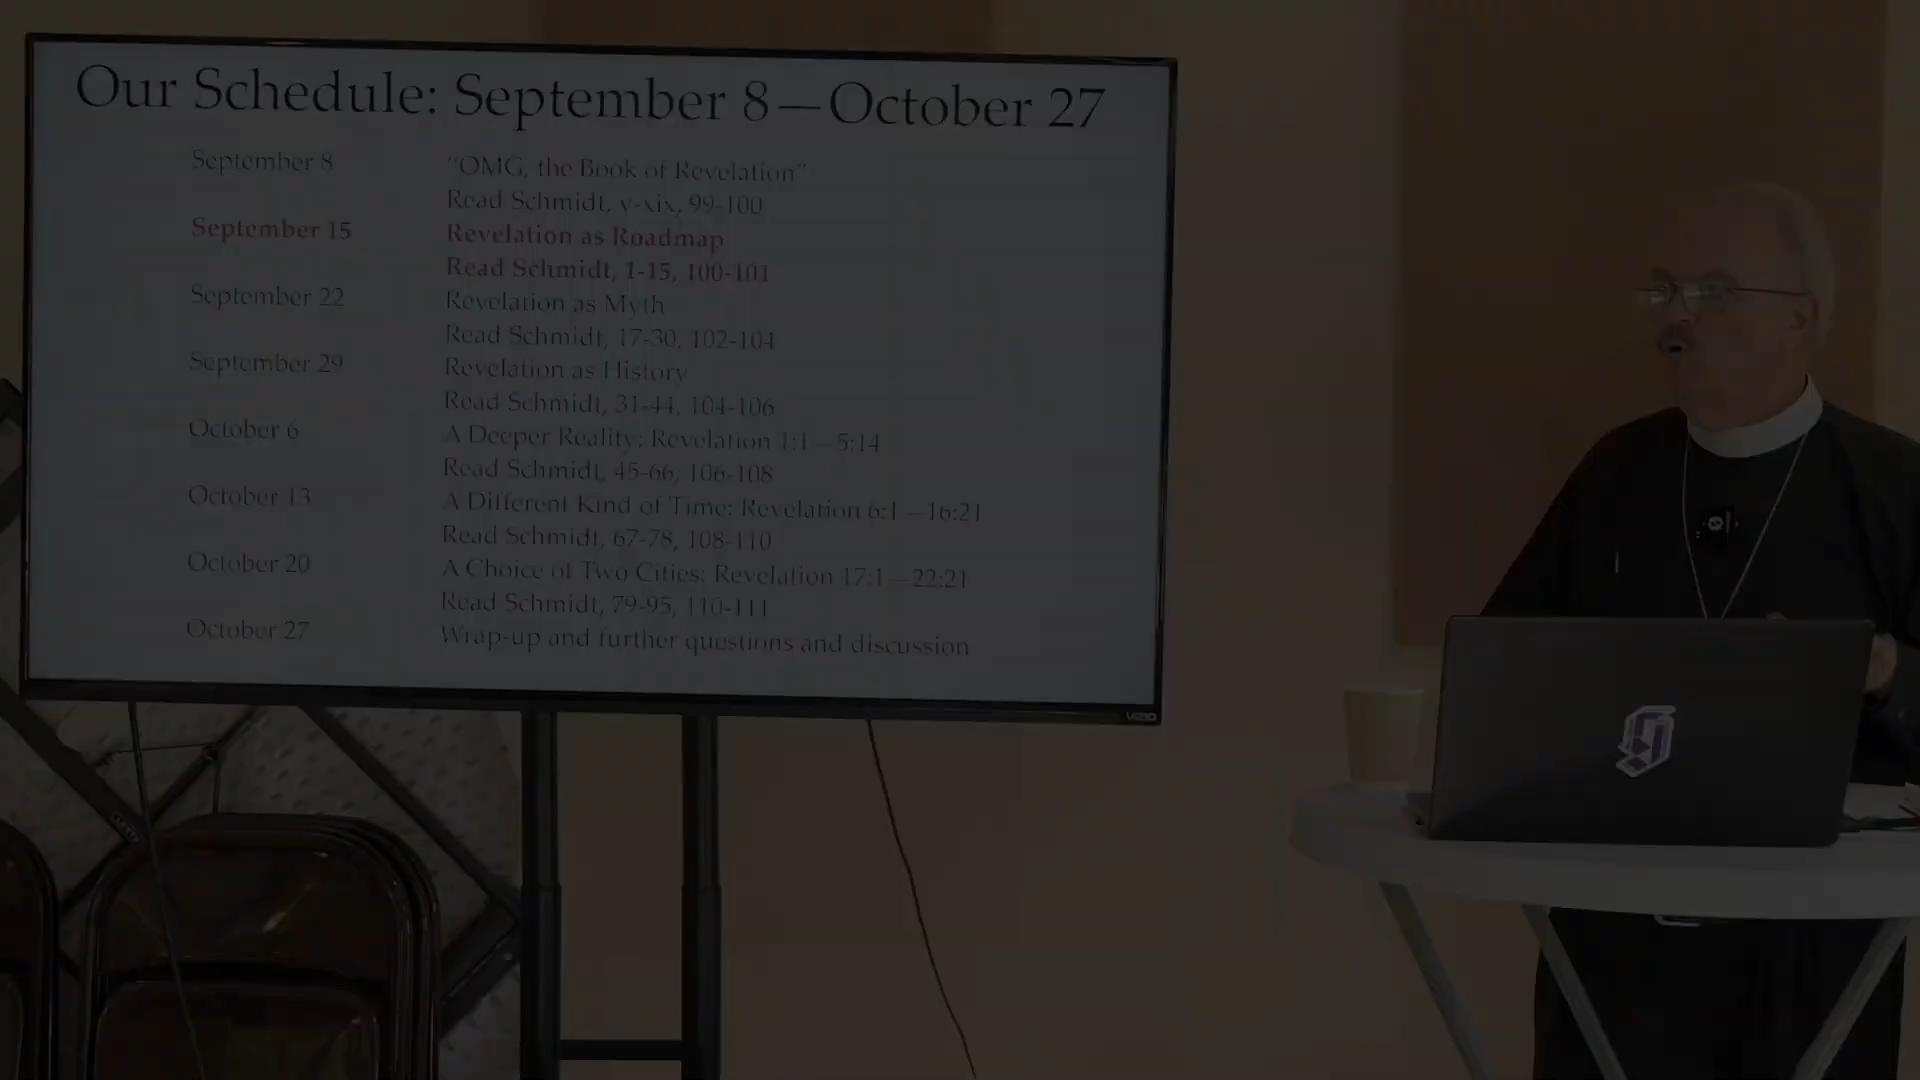 Our Schedule: September 8—October 27
September 8 "OMG, the Book of Revelation"
Read Schmidt, v-xix, 99-100
September 15 Revelation as Roadmap
Read Schmidt, 1-15, 100-101
September 22 Revelation as Myth
Read Schmidt, 17-30, 102-104
September 29 Revelation as History
Read Schmidt, 31-44, 104-106
October 6 A Deeper Reality: Revelation 1:1—5:14
Read Schmidt, 45-66, 106-108
October 13 A Different Kind of Time: Revelation 6:1—16:21
Read Schmidt, 67-78, 108-110
October 20 A Choice of Two Cities: Revelation 17:1—22:21
Read Schmidt, 79-95, 110-111
October 27 Wrap-up and further questions and discussion
VIZIO